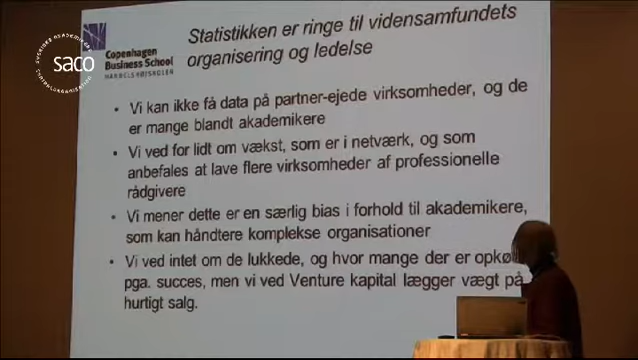 SVERIGES AKADEMIKERS
saco
CENTRALORGANISATION
Copenhagen
Business School
HANDELSHØJSKOLEN
Statistikken er ringe til vidensamfundets
organisering og ledelse
• Vi kan ikke få data på partner-ejede virksomheder, og de
er mange blandt akademikere
• Vi ved for lidt om vækst, som er i netværk, og som
anbefales at lave flere virksomheder af professionelle
rådgivere
• Vi mener dette er en særlig bias i forhold til akademikere,
som kan håndtere komplekse organisationer
• Vi ved intet om de lukkede, og hvor mange der er
pga. succes, men vi ved Venture kapital lægger vægt på
hurtigt salg.